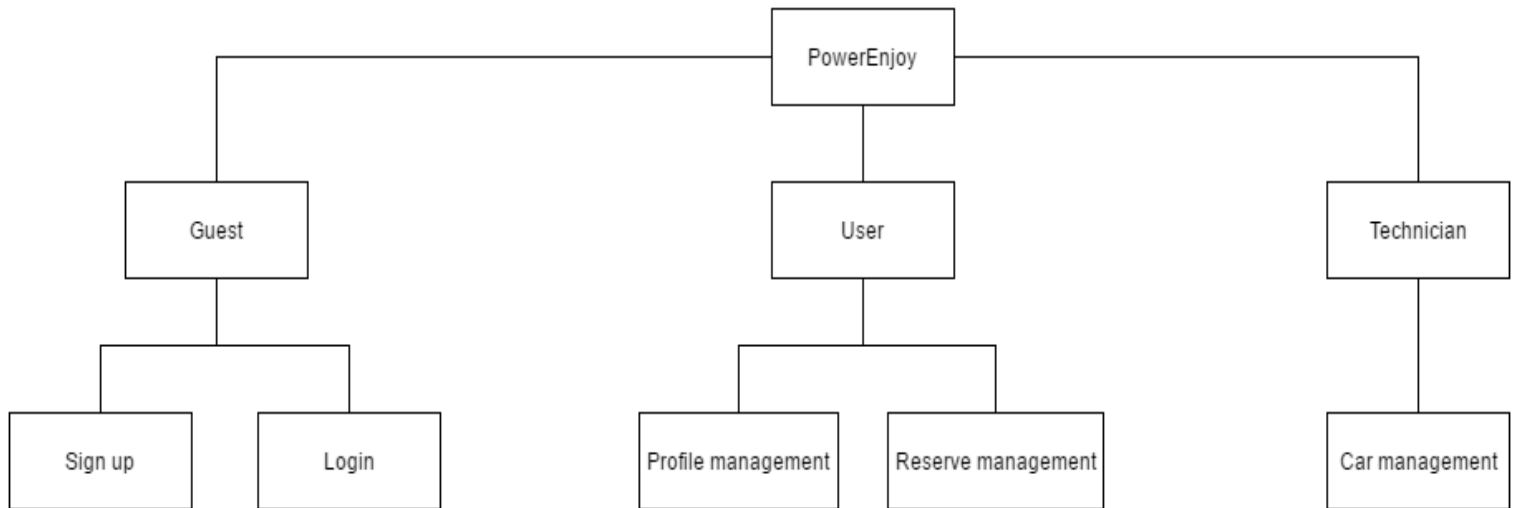 PowerEnjoy
Guest
User
Technician
Sign up
Login
Profile management
Reserve management
Car management